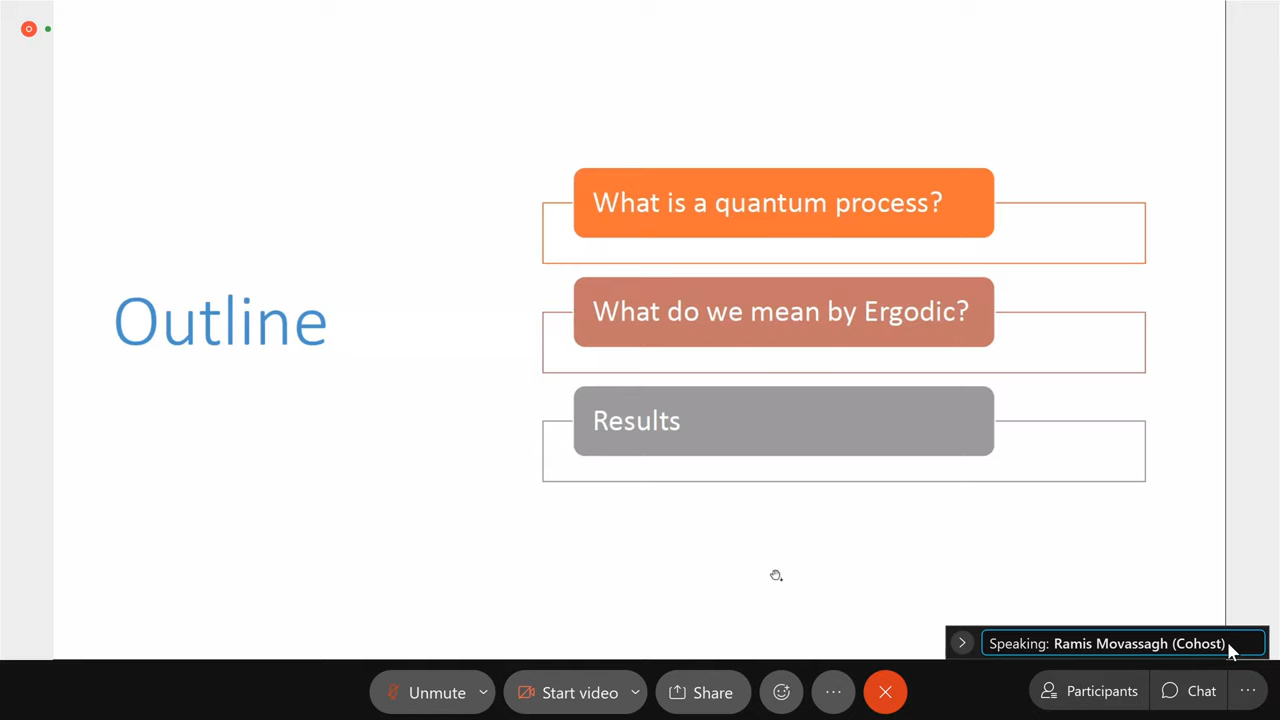 Outline
What is a quantum process?
What do we mean by Ergodic?
Results
Speaking: Ramis Movassagh (Cohost)
Unmute
Start video
Share
Participants
Chat